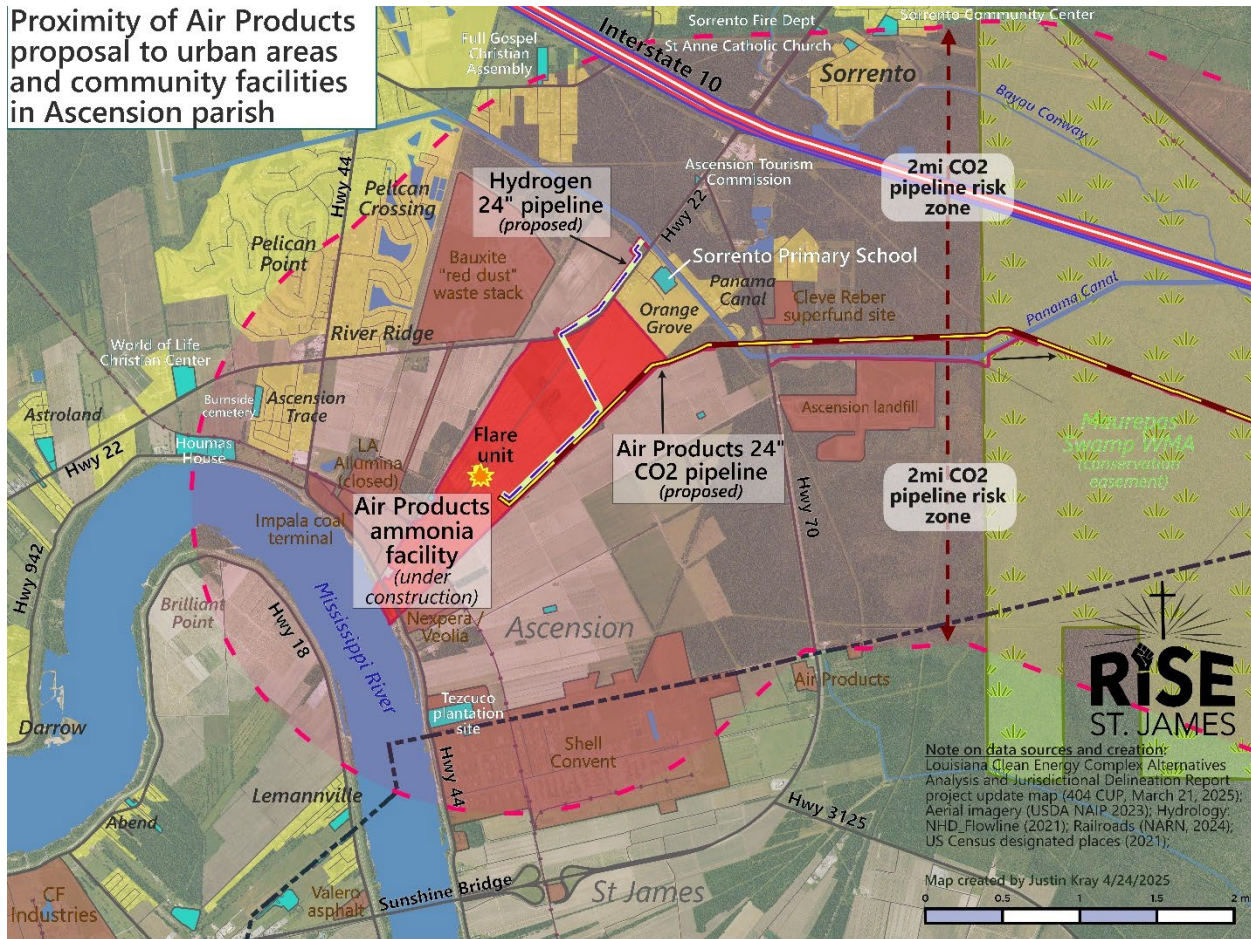 Proximity of Air Products
proposal to urban areas
and community facilities
in Ascension parish
Sorrento Fire Dept
Sorrento Community Center
Full Gospel
Christian
Assembly
St Anne Catholic Church
Interstate 10
Sorrento
Bayou Conway
Hwy 44
Pelican
Crossing
Hydrogen
24" pipeline
(proposed)
Ascension Tourism
Commission
Hwy 22
2mi CO2
pipeline risk
zone
Pelican
Point
Bauxite
"red dust"
waste stack
Sorrento Primary School
Panama
Canal
Orange
Grove
Cleve Reber
superfund site
Panama Canal
River Ridge
World of Life
Christian Center
Burnside
cemetery
Ascension
Trace
Astroland
Hwy 22
Houmas
House
LA
Allumina
(closed)
Flare
unit
Ascension landfill
Air Products 24"
CO2 pipeline
(proposed)
Maurepas
Swamp WMA
(Conservation
easement)
2mi CO2
pipeline risk
zone
Hwy 70
Impala coal
terminal
Air Products
ammonia
facility
(under
construction)
Hwy 942
Brilliant
Point
Hwy 18
Mississippi River
Nexpera /
Veolia
Ascension
Air Products
RISE
ST. JAMES
Tezcuco
plantation
site
Darrow
Shell
Convent
Hwy 44
Lemannville
Abend
Hwy 3125
Note on data sources and creation:
Louisiana Clean Energy Complex Alternatives
Analysis and Jurisdictional Delineation Report
project update map (404 CUP, March 21, 2025);
Aerial imagery (USDA NAIP 2023); Hydrology:
NHD_Flowline (2021); Railroads (NARN, 2024);
US Census designated places (2021);
Map created by Justin Kray 4/24/2025
CF
Industries
Valero
asphalt
Sunshine Bridge
St James
0 0.5 1 1.5 2 mi